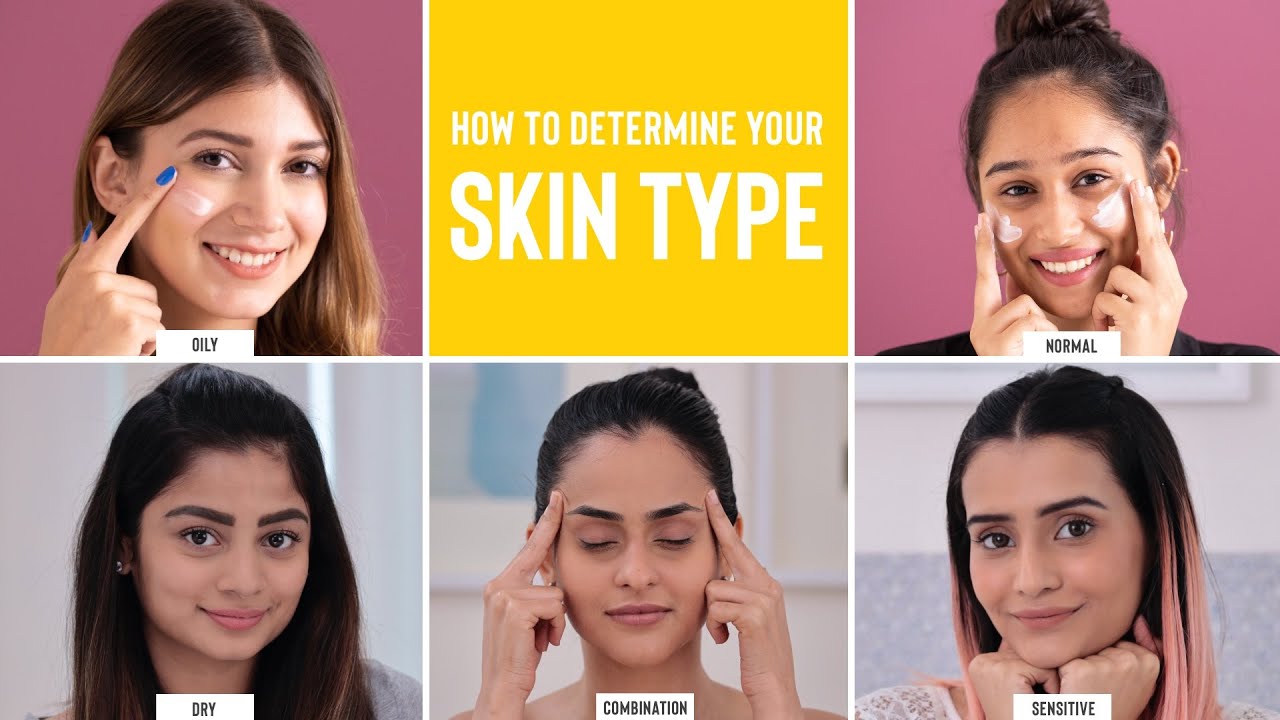 HOW TO DETERMINE YOUR
SKIN TYPE
OILY
NORMAL
DRY
COMBINATION
SENSITIVE